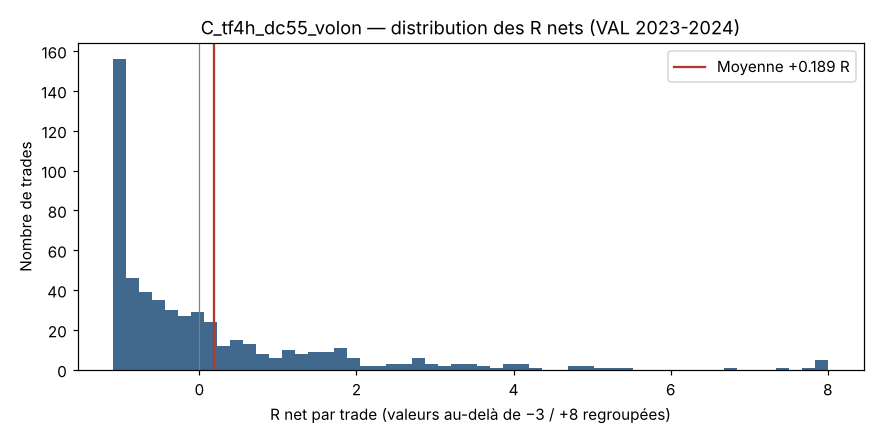 C_tf4h_dc55_volon — distribution des R nets (VAL 2023-2024)
Moyenne +0.189 R
Nombre de trades
160
140
120
100
80
60
40
20
0
0 2 4 6 8
R net par trade (valeurs au-delà de −3 / +8 regroupées)